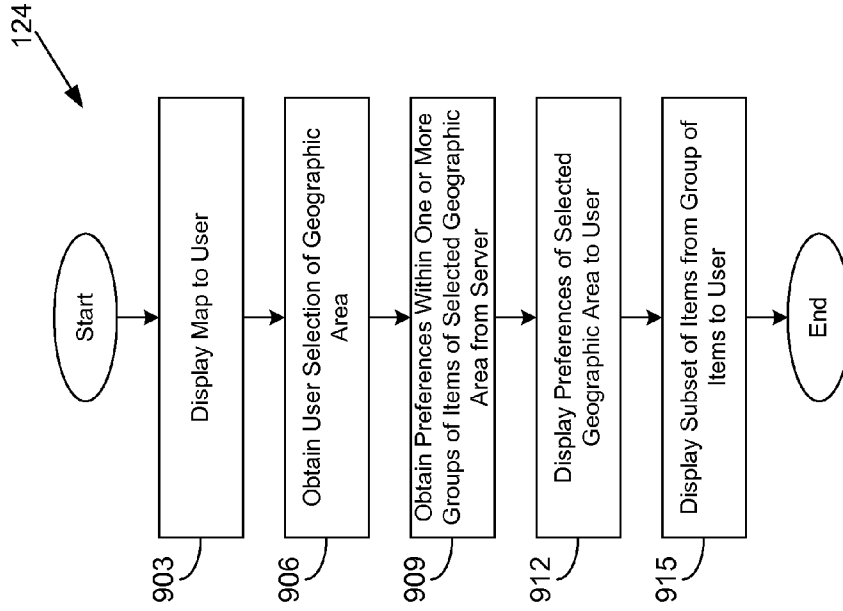 124
Start
903
Display Map to User
906
Obtain User Selection of Geographic
Area
909
Obtain Preferences Within One or More
Groups of Items of Selected Geographic
Area from Server
912
Display Preferences of Selected
Geographic Area to User
915
Display Subset of Items from Group of
Items to User
End